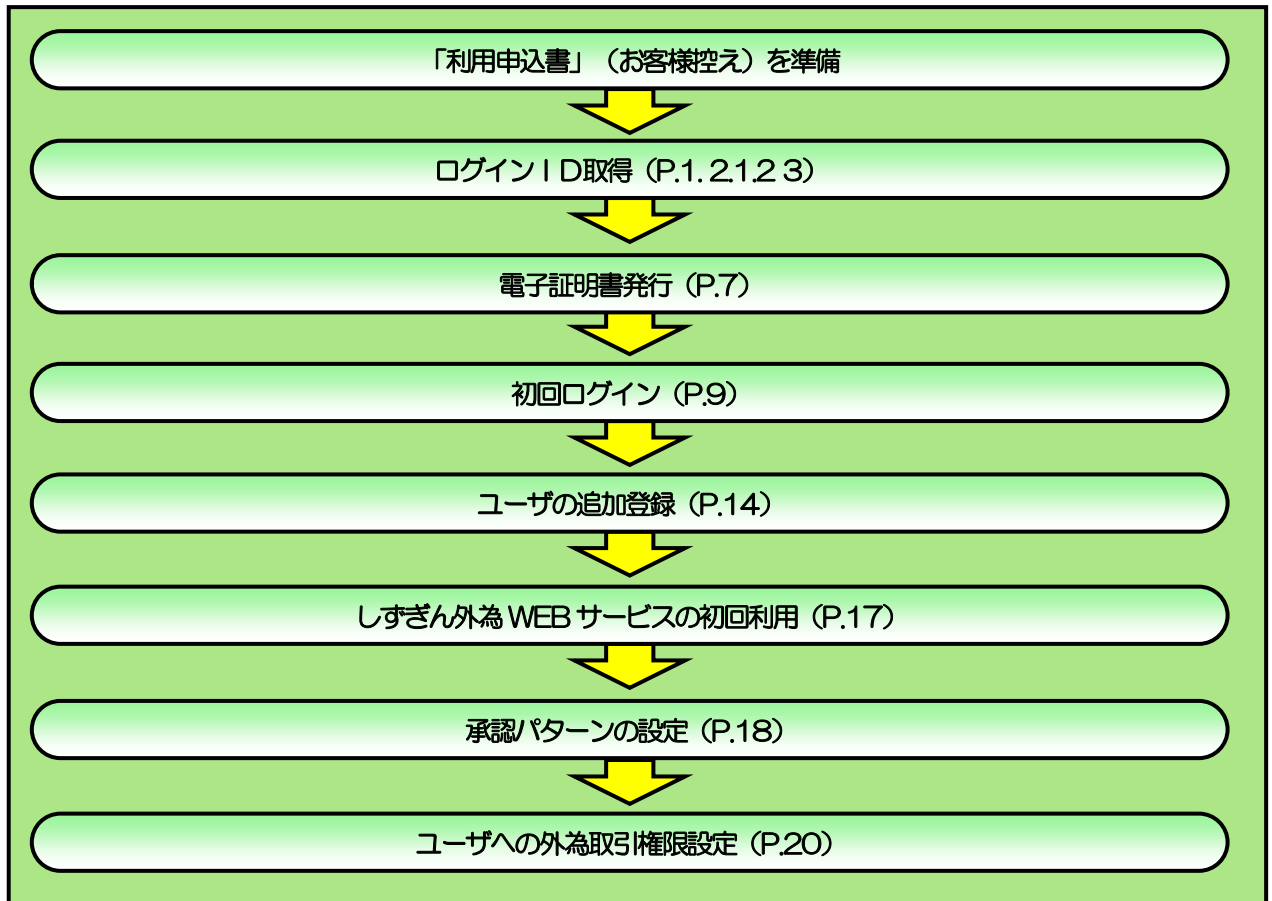 「利用申込書」（お客様控え）を準備
ログインＩＤ取得（P.1. 2.1.2 3）
電子証明書発行（P.7）
初回ログイン（P.9）
ユーザの追加登録（P.14）
しずぎん外為 WEB サービスの初回利用（P.17）
承認パターンの設定（P.18）
ユーザへの外為取引権限設定（P.20）